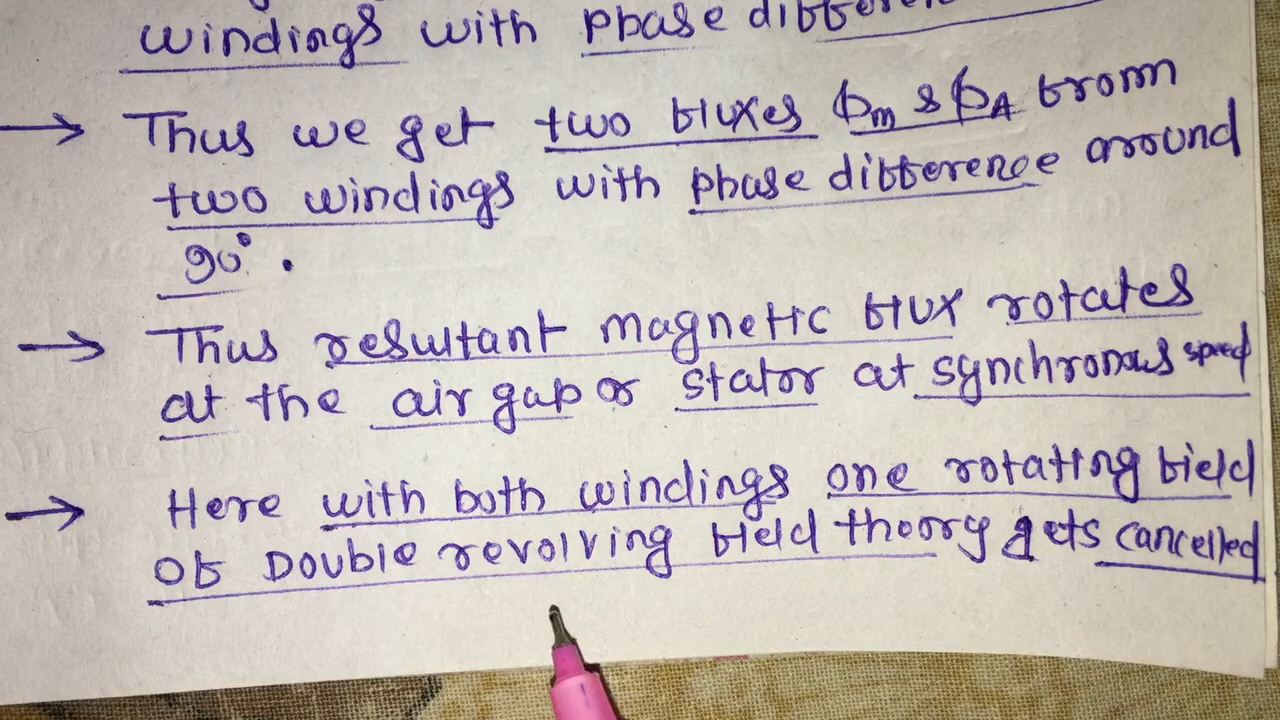 windings with phase differen
→ Thus we get two fluxes ϕm & ϕA from
two windings with phase difference around
90°.
→ Thus resultant magnetic flux rotates
at the air gap or stator at synchronous speed
→ Here with both windings one rotating field
of Double revolving field theory gets cancelled